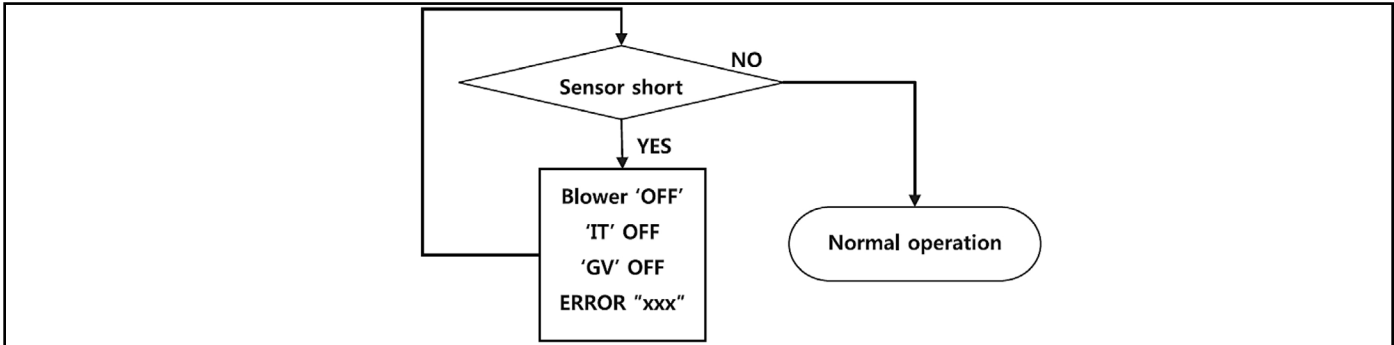 NO
Sensor short
YES
Blower ‘OFF’
‘IT’ OFF
‘GV’ OFF
ERROR “xxx“
Normal operation